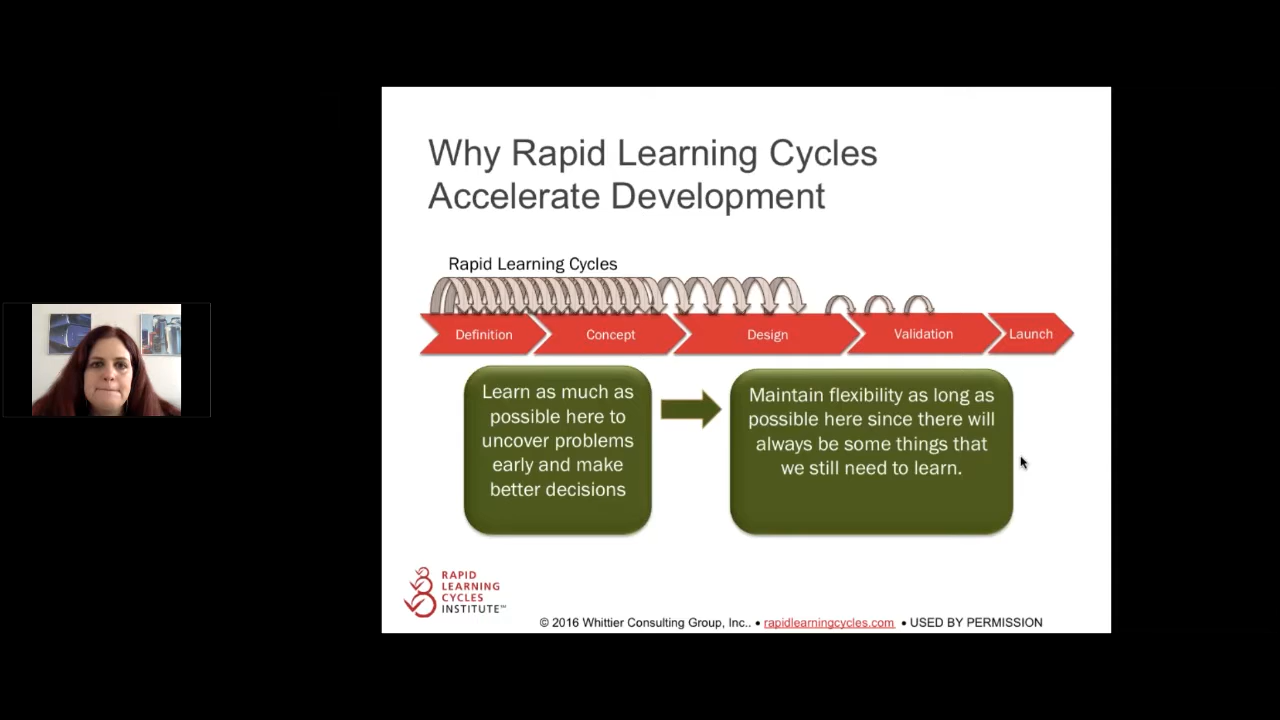 Why Rapid Learning Cycles
Accelerate Development
Rapid Learning Cycles
Definition
Concept
Design
Validation
Launch
Learn as much as
possible here to
uncover problems
early and make
better decisions
Maintain flexibility as long as
possible here since there will
always be some things that
we still need to learn.
RAPID
LEARNING
CYCLES
INSTITUTE™
© 2016 Whittier Consulting Group, Inc.. • rapidlearningcycles.com • USED BY PERMISSION